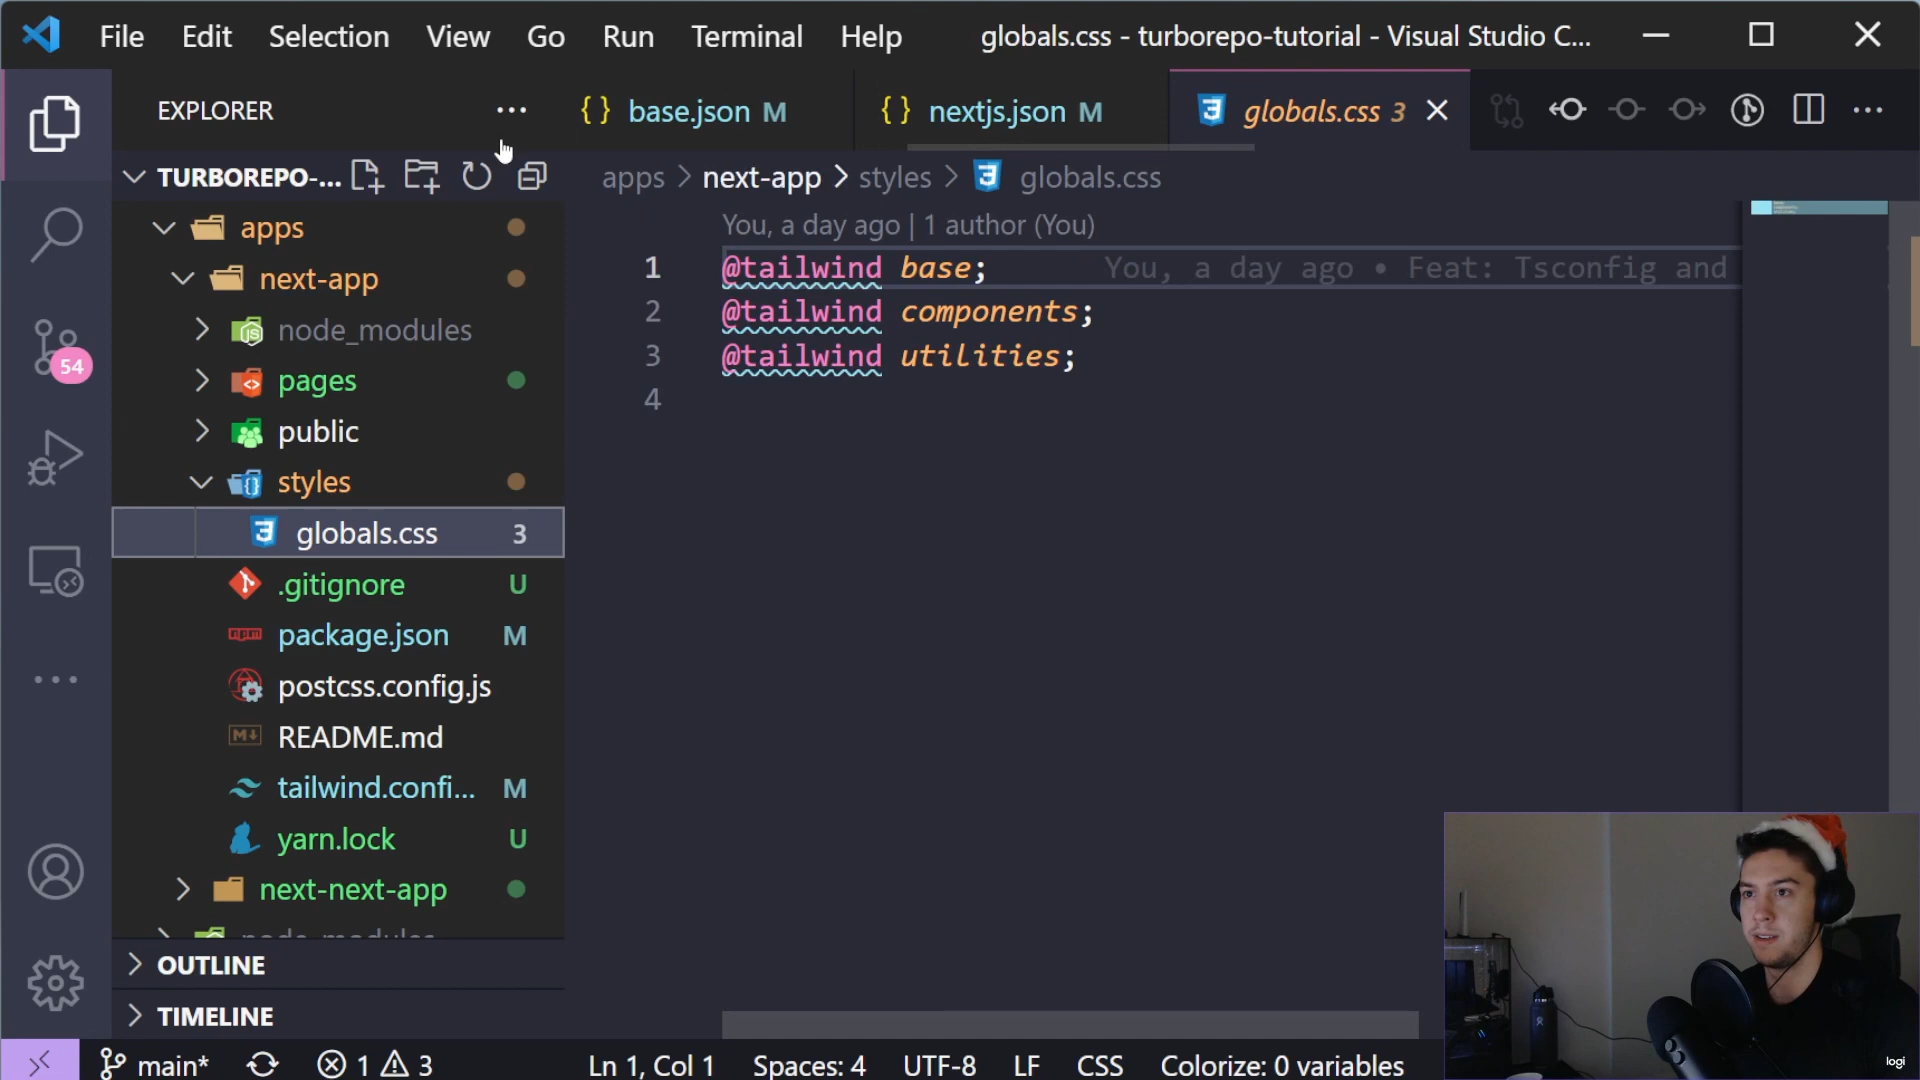 File Edit Selection View Go Run Terminal Help globals.css - turborepo-tutorial - Visual Studio C...
EXPLORER
{} base.json M {} nextjs.json M globals.css 3
TURBOREPO-...
apps > next-app > styles > globals.css
apps
next-app
node_modules
pages
public
styles
globals.css 3
.gitignore U
package.json M
postcss.config.js
README.md
tailwind.confi... M
yarn.lock U
next-next-app
node_modules
OUTLINE
TIMELINE
54
You, a day ago | 1 author (You)
1 @tailwind base; You, a day ago • Feat: Tsconfig and
2 @tailwind components;
3 @tailwind utilities;
4
main* 1 3 Ln 1, Col 1 Spaces: 4 UTF-8 LF CSS Colorize: 0 variables
logi